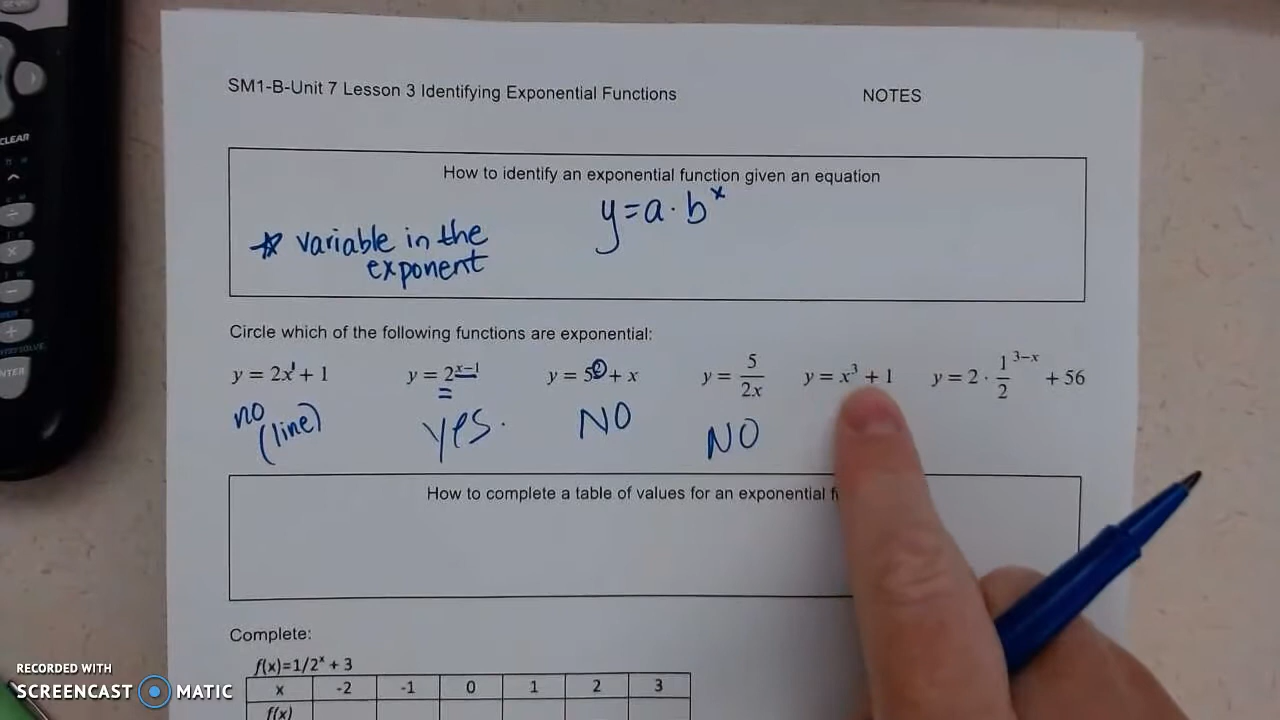 SM1-B-Unit 7 Lesson 3 Identifying Exponential Functions NOTES
How to identify an exponential function given an equation
y=a·b^x
☆ variable in the
exponent
Circle which of the following functions are exponential:
y = 2x^1 + 1  y = 2^{x−1}  y = 5^2 + x  y = 5/2x  y = x^3 + 1  y = 2 · 1/2^{3−x} + 56
no (line)  yes.  NO  NO
How to complete a table of values for an exponential
Complete:
f(x)=1/2^x + 3
x -2 -1 0 1 2 3
f(x)
CLEAR
ENTER
RECORDED WITH
SCREENCAST MATIC